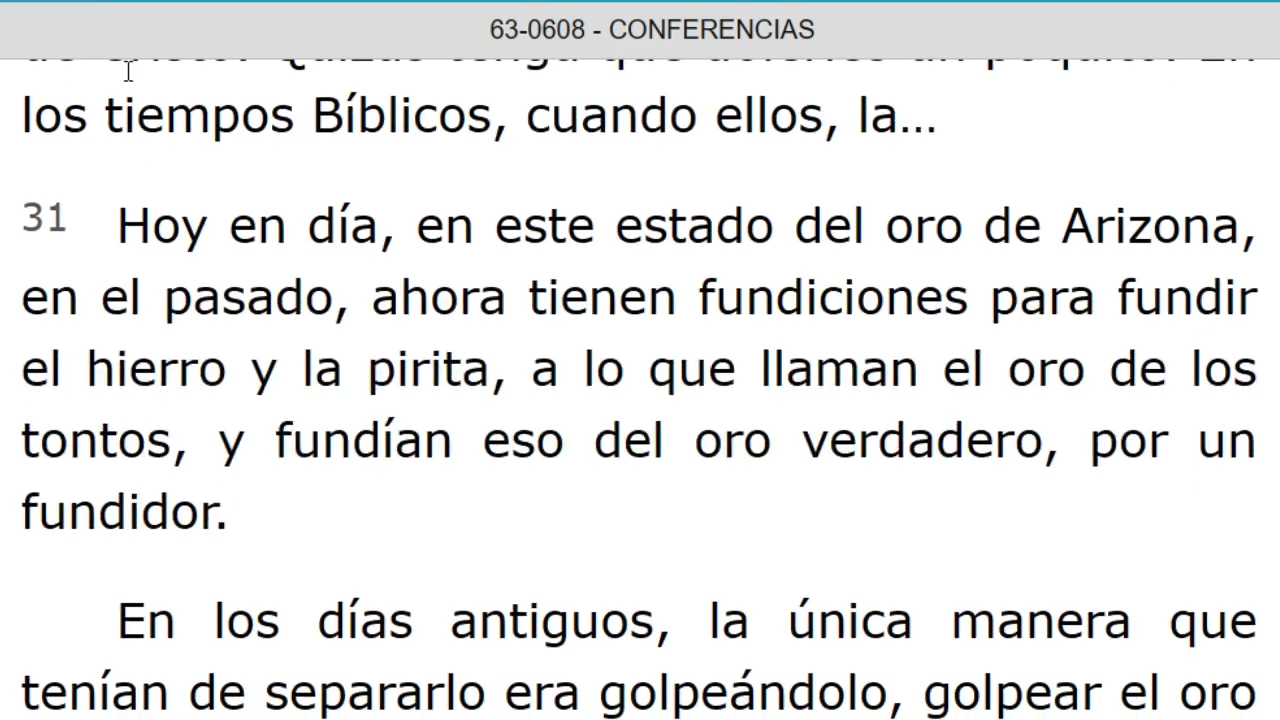 63-0608 - CONFERENCIAS
los tiempos Bíblicos, cuando ellos, la...
31 Hoy en día, en este estado del oro de Arizona,
en el pasado, ahora tienen fundiciones para fundir
el hierro y la pirita, a lo que llaman el oro de los
tontos, y fundían eso del oro verdadero, por un
fundidor.
En los días antiguos, la única manera que
tenían de separarlo era golpeándolo, golpear el oro